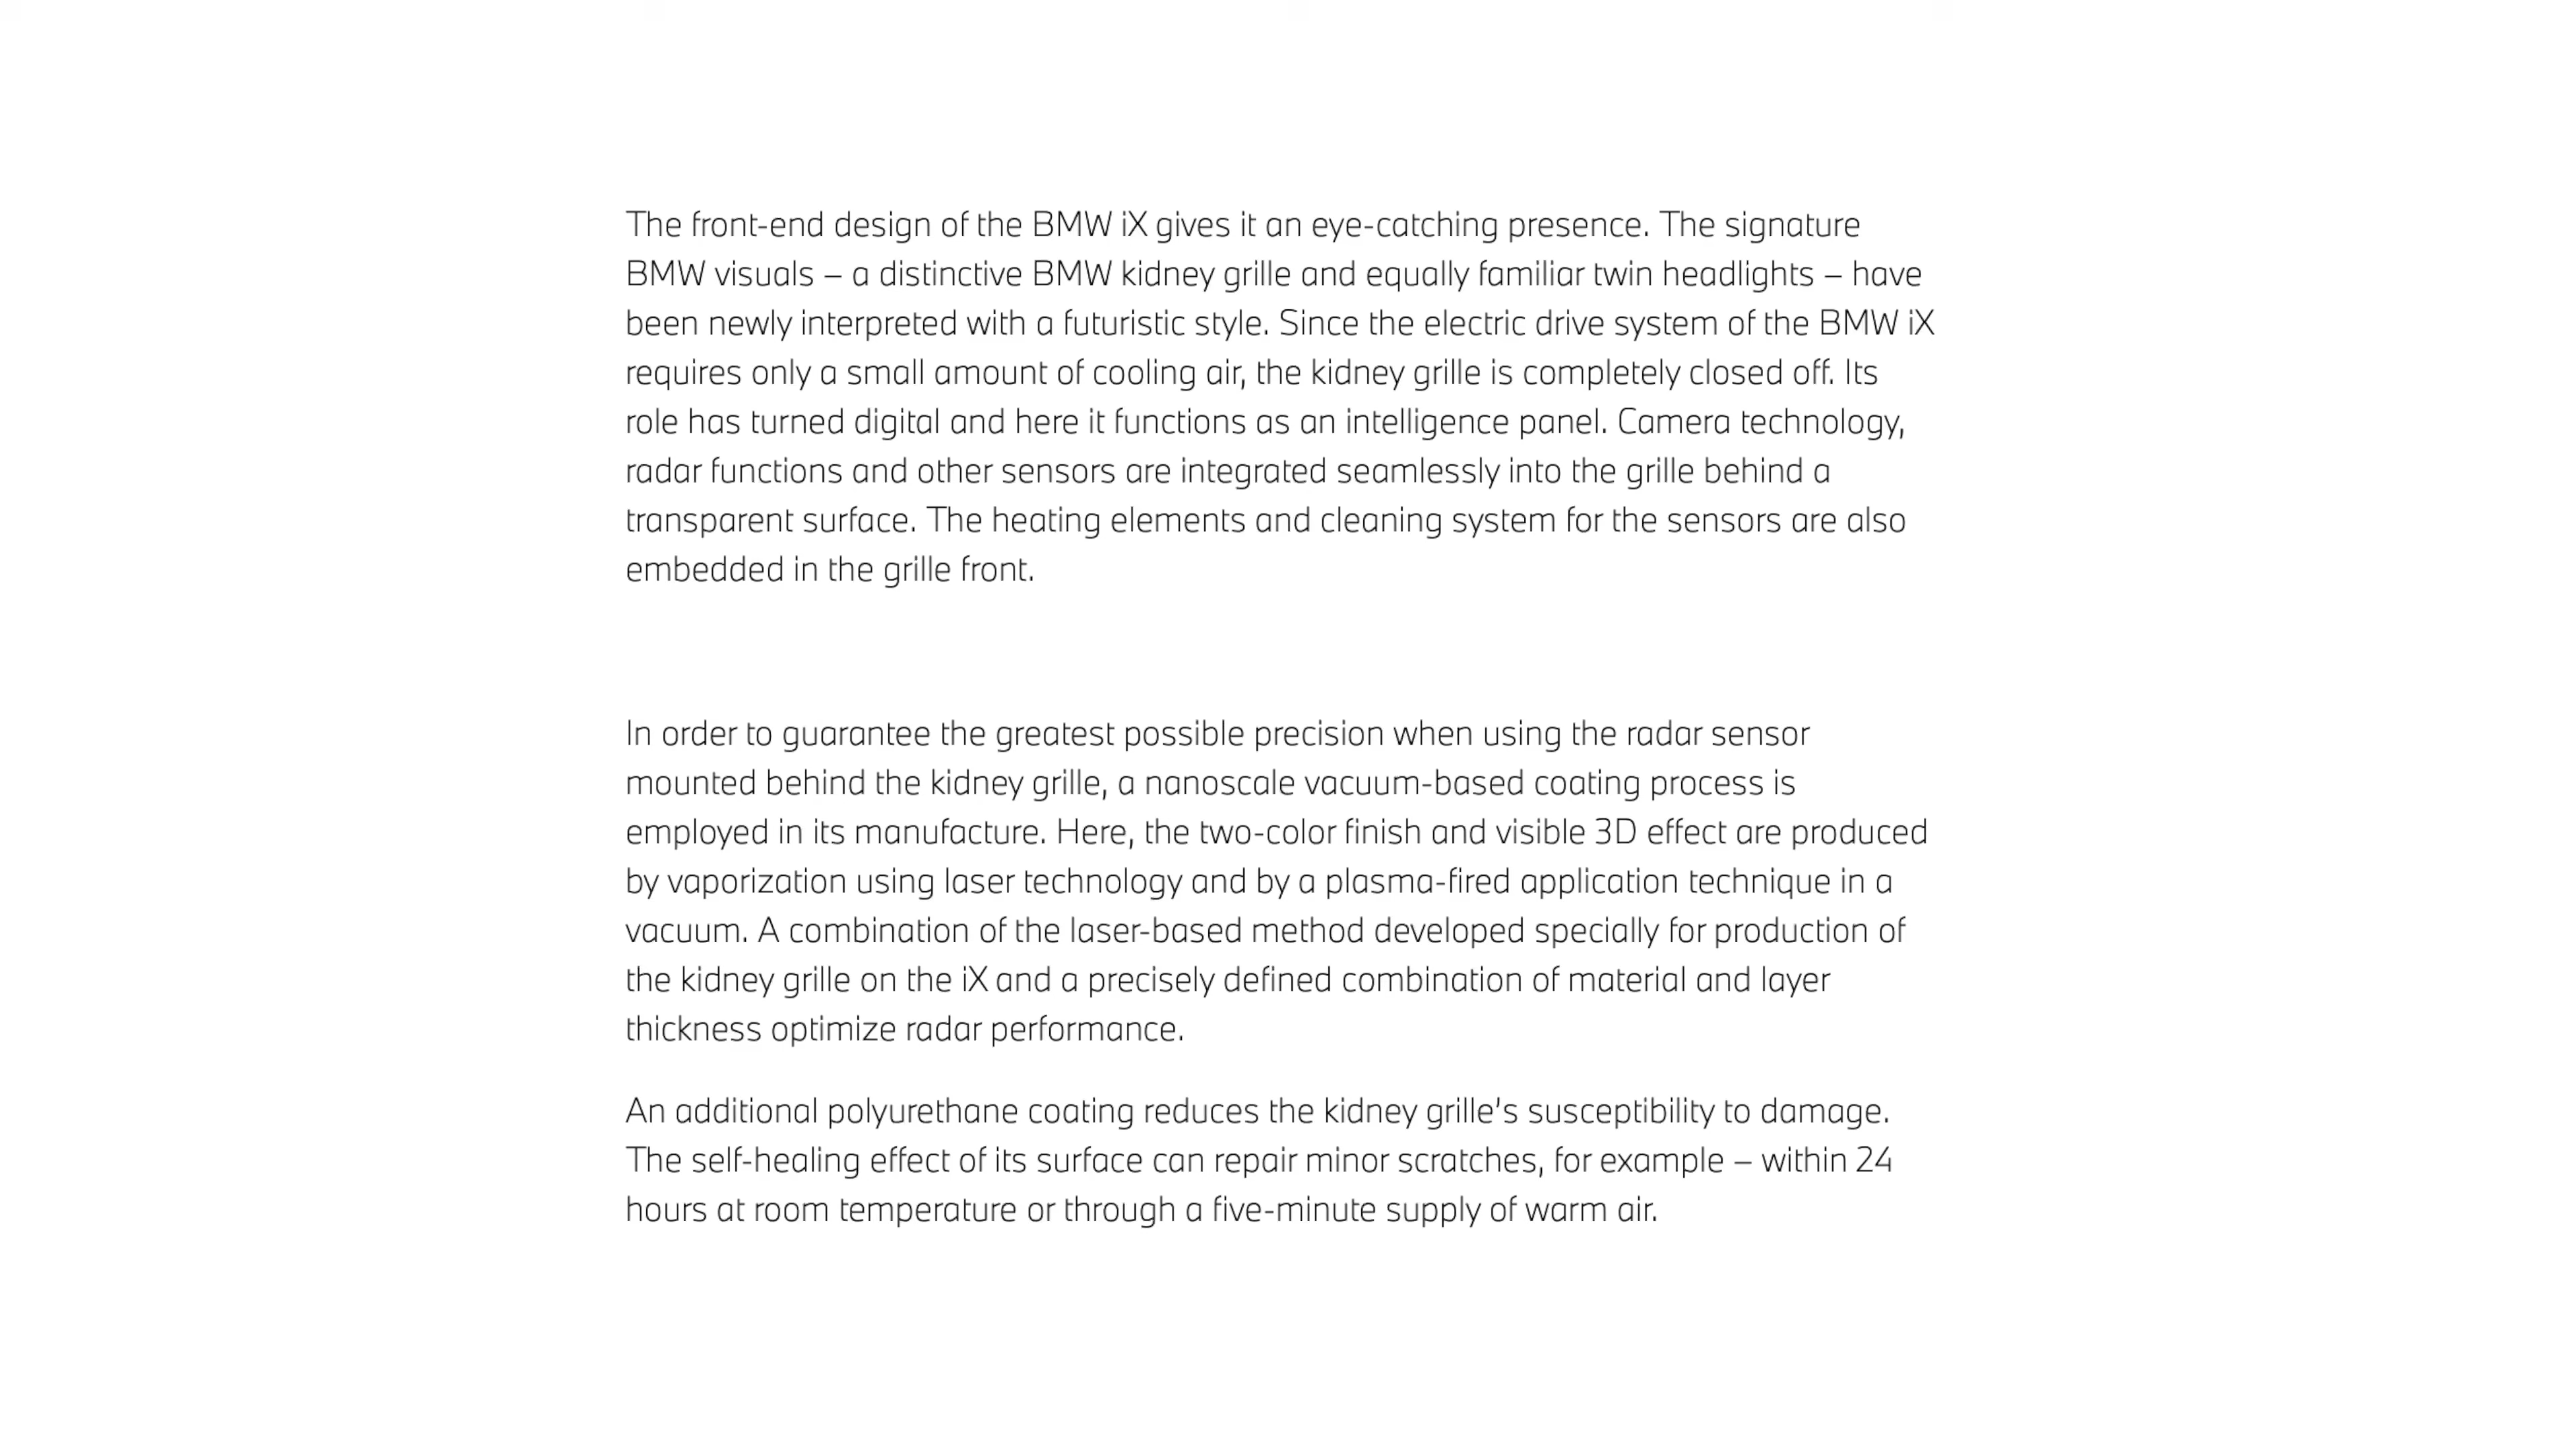 The front-end design of the BMW iX gives it an eye-catching presence. The signature
BMW visuals – a distinctive BMW kidney grille and equally familiar twin headlights – have
been newly interpreted with a futuristic style. Since the electric drive system of the BMW iX
requires only a small amount of cooling air, the kidney grille is completely closed off. Its
role has turned digital and here it functions as an intelligence panel. Camera technology,
radar functions and other sensors are integrated seamlessly into the grille behind a
transparent surface. The heating elements and cleaning system for the sensors are also
embedded in the grille front.
In order to guarantee the greatest possible precision when using the radar sensor
mounted behind the kidney grille, a nanoscale vacuum-based coating process is
employed in its manufacture. Here, the two-color finish and visible 3D effect are produced
by vaporization using laser technology and by a plasma-fired application technique in a
vacuum. A combination of the laser-based method developed specially for production of
the kidney grille on the iX and a precisely defined combination of material and layer
thickness optimize radar performance.
An additional polyurethane coating reduces the kidney grille's susceptibility to damage.
The self-healing effect of its surface can repair minor scratches, for example – within 24
hours at room temperature or through a five-minute supply of warm air.